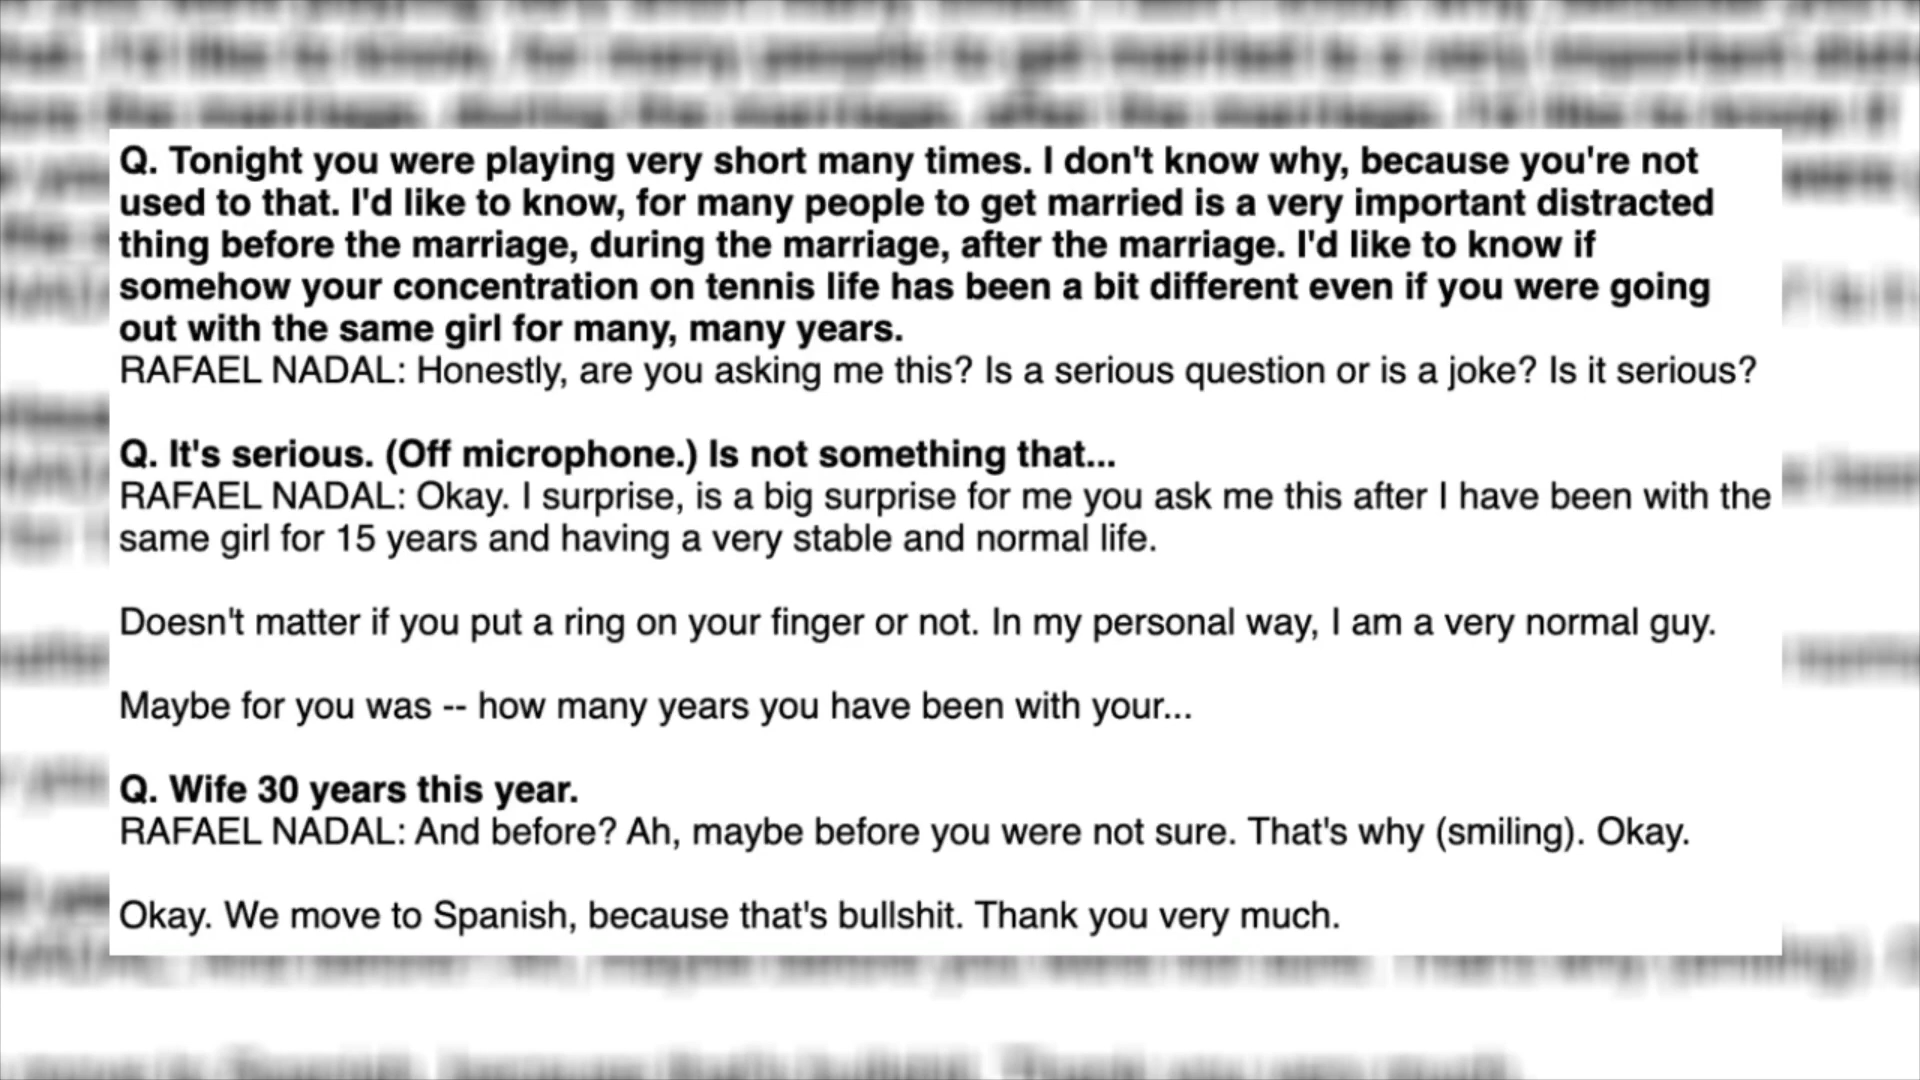 Q. Tonight you were playing very short many times. I don't know why, because you're not
used to that. I'd like to know, for many people to get married is a very important distracted
thing before the marriage, during the marriage, after the marriage. I'd like to know if
somehow your concentration on tennis life has been a bit different even if you were going
out with the same girl for many, many years.
RAFAEL NADAL: Honestly, are you asking me this? Is a serious question or is a joke? Is it serious?
Q. It's serious. (Off microphone.) Is not something that...
RAFAEL NADAL: Okay. I surprise, is a big surprise for me you ask me this after I have been with the
same girl for 15 years and having a very stable and normal life.
Doesn't matter if you put a ring on your finger or not. In my personal way, I am a very normal guy.
Maybe for you was -- how many years you have been with your...
Q. Wife 30 years this year.
RAFAEL NADAL: And before? Ah, maybe before you were not sure. That's why (smiling). Okay.
Okay. We move to Spanish, because that's bullshit. Thank you very much.